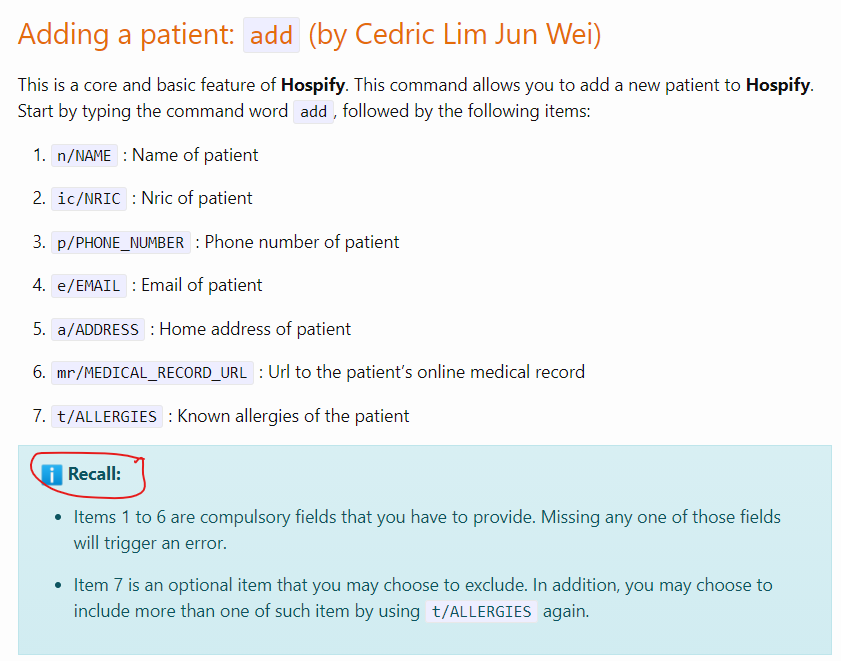 Adding a patient: add (by Cedric Lim Jun Wei)
This is a core and basic feature of Hospify. This command allows you to add a new patient to Hospify.
Start by typing the command word add, followed by the following items:
1. n/NAME : Name of patient
2. ic/NRIC : Nric of patient
3. p/PHONE_NUMBER : Phone number of patient
4. e/EMAIL : Email of patient
5. a/ADDRESS : Home address of patient
6. mr/MEDICAL_RECORD_URL : Url to the patient’s online medical record
7. t/ALLERGIES : Known allergies of the patient
i Recall:
• Items 1 to 6 are compulsory fields that you have to provide. Missing any one of those fields
will trigger an error.
• Item 7 is an optional item that you may choose to exclude. In addition, you may choose to
include more than one of such item by using t/ALLERGIES again.